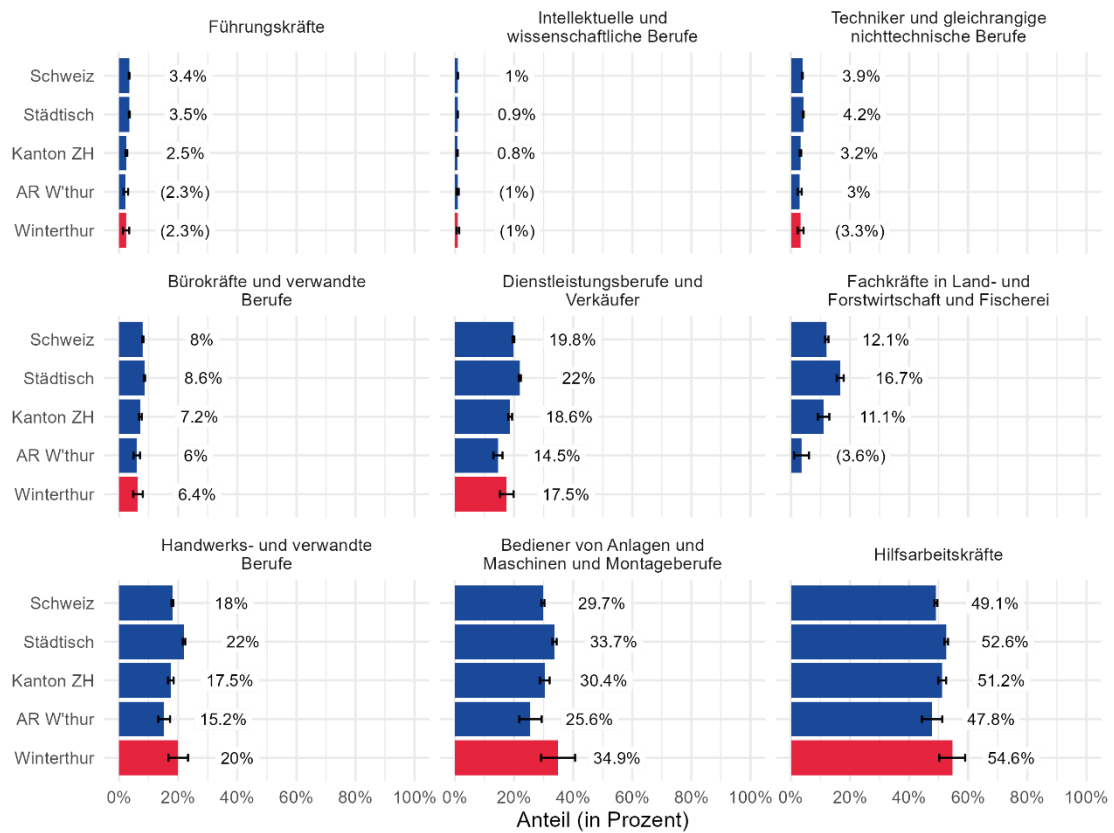 Führungskräfte
Intellektuelle und
wissenschaftliche Berufe
Techniker und gleichrangige
nichttechnische Berufe
Schweiz 3.4% 1% 3.9%
Städtisch 3.5% 0.9% 4.2%
Kanton ZH 2.5% 0.8% 3.2%
AR W'thur (2.3%) (1%) 3%
Winterthur (2.3%) (1%) (3.3%)
Bürokräfte und verwandte
Berufe
Dienstleistungsberufe und
Verkäufer
Fachkräfte in Land- und
Forstwirtschaft und Fischerei
Schweiz 8% 19.8% 12.1%
Städtisch 8.6% 22% 16.7%
Kanton ZH 7.2% 18.6% 11.1%
AR W'thur 6% 14.5% (3.6%)
Winterthur 6.4% 17.5%
Handwerks- und verwandte
Berufe
Bediener von Anlagen und
Maschinen und Montageberufe
Hilfsarbeitskräfte
Schweiz 18% 29.7% 49.1%
Städtisch 22% 33.7% 52.6%
Kanton ZH 17.5% 30.4% 51.2%
AR W'thur 15.2% 25.6% 47.8%
Winterthur 20% 34.9% 54.6%
0% 20% 40% 60% 80% 100% 0% 20% 40% 60% 80% 100% 0% 20% 40% 60% 80% 100%
Anteil (in Prozent)